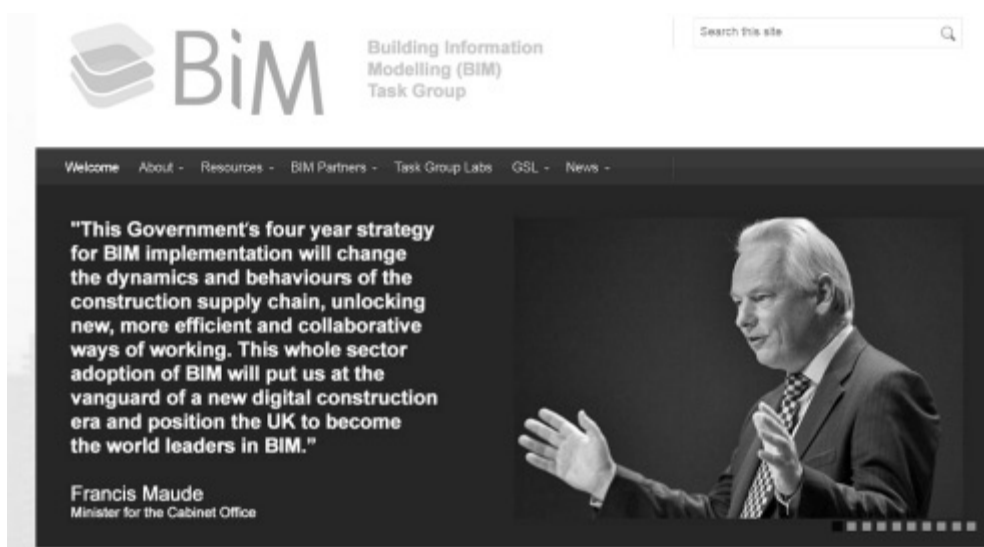 BiM
Building Information
Modelling (BIM)
Task Group
Search this site
Welcome About Resources BIM Partners Task Group Labs GSL News
"This Government's four year strategy
for BIM implementation will change
the dynamics and behaviours of the
construction supply chain, unlocking
new, more efficient and collaborative
ways of working. This whole sector
adoption of BIM will put us at the
vanguard of a new digital construction
era and position the UK to become
the world leaders in BIM."
Francis Maude
Minister for the Cabinet Office